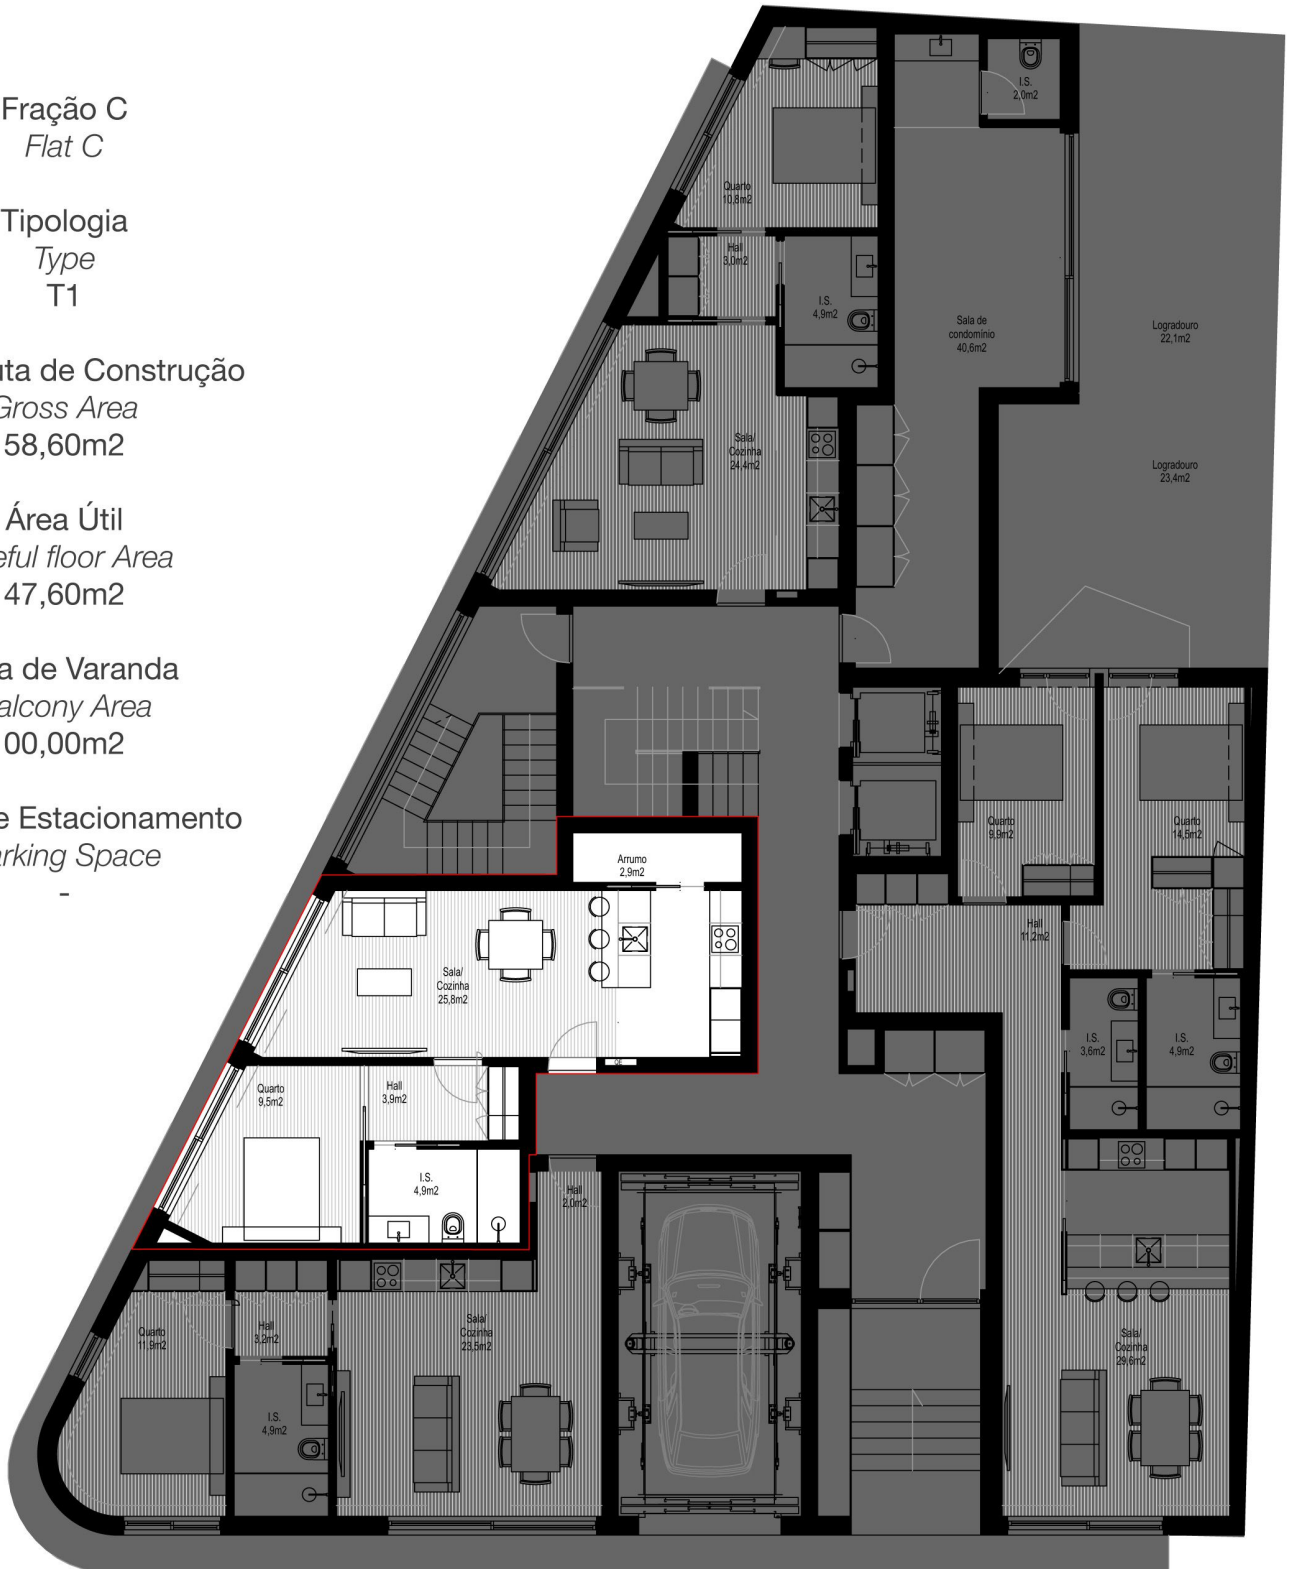 Fração C
Flat C
Tipologia
Type
T1
uta de Construção
Gross Area
58,60m2
Área Útil
eful floor Area
47,60m2
a de Varanda
alcony Area
00,00m2
e Estacionamento
arking Space
-
I.S.
2,0m2
Quarto
10,8m2
Hall
3,0m2
I.S.
4,9m2
Sala de
condomínio
40,6m2
Logradouro
22,1m2
Sala/
Cozinha
24,4m2
Logradouro
23,4m2
Quarto
9,9m2
Quarto
14,5m2
Arrumo
2,9m2
Hall
11,2m2
Sala/
Cozinha
25,8m2
I.S.
3,6m2
I.S.
4,9m2
QE
Quarto
9,5m2
Hall
3,9m2
I.S.
4,9m2
Hall
2,0m2
Quarto
11,9m2
Hall
3,2m2
Sala/
Cozinha
23,5m2
Sala/
Cozinha
29,6m2
I.S.
4,9m2